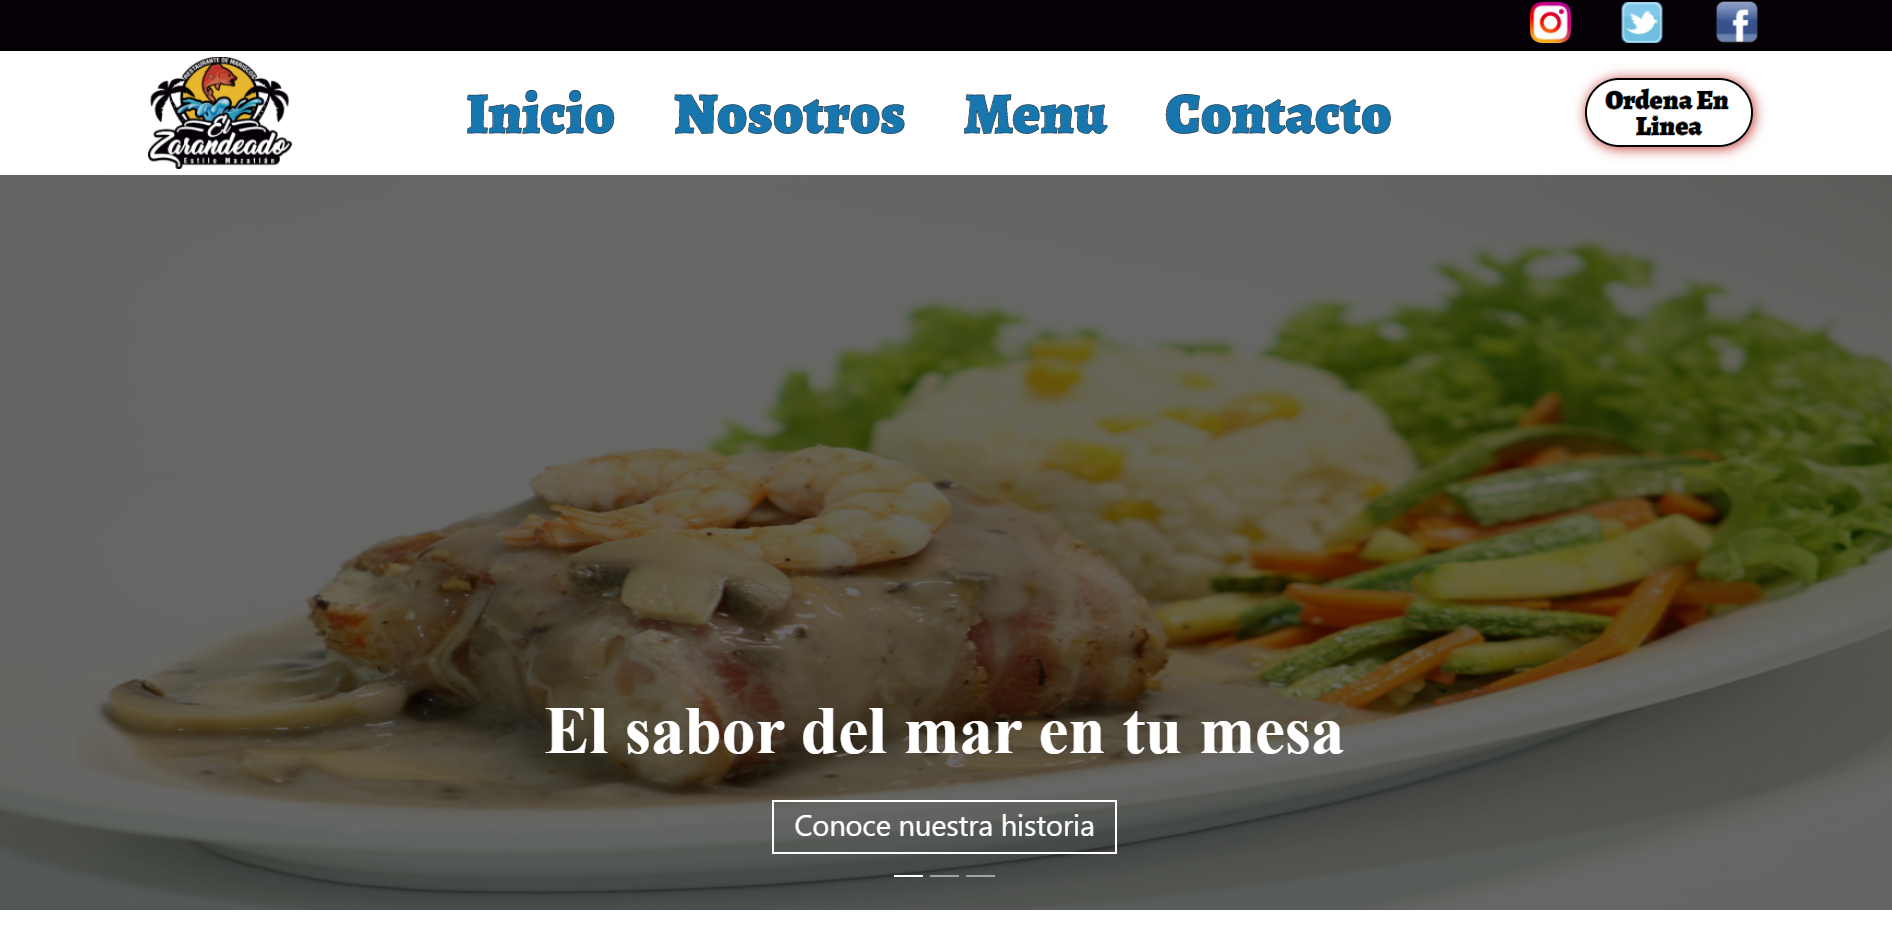 RESTAURANTE DE MARISCOS
El
Zarandeado
Estilo Mazatlán
Inicio
Nosotros
Menu
Contacto
Ordena En
Linea
El sabor del mar en tu mesa
Conoce nuestra historia